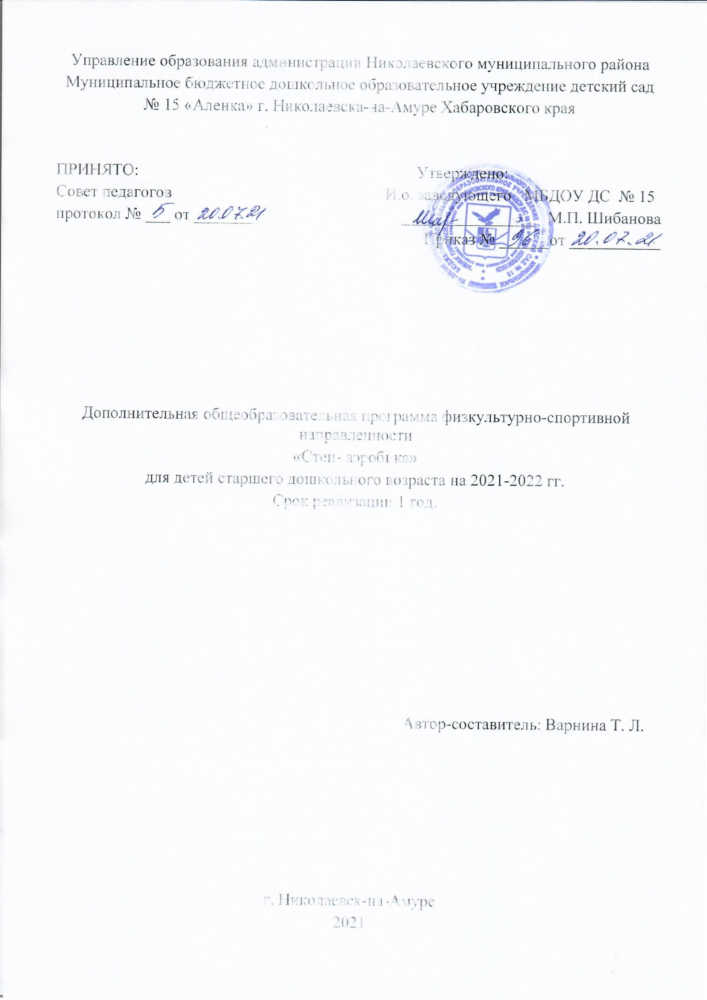 Управление образования администрации Николаевского муниципального района
Муниципальное бюджетное дошкольное образовательное учреждение детский сад
№ 15 «Аленка» г. Николаевска-на-Амуре Хабаровского края
ПРИНЯТО:
Совет педагогов
протокол № 5 от 20.07.21
Утверждено:
И.о. заведующего МБДОУ ДС № 15
М.П. Шибанова
Приказ № 96 от 20.07.21
Дополнительная общеобразовательная программа физкультурно-спортивной
направленности
«Степ- аэробика»
для детей старшего дошкольного возраста на 2021-2022 гг.
Срок реализации 1 год.
Автор-составитель: Варнина Т. Л.
г. Николаевск-на-Амуре
2021